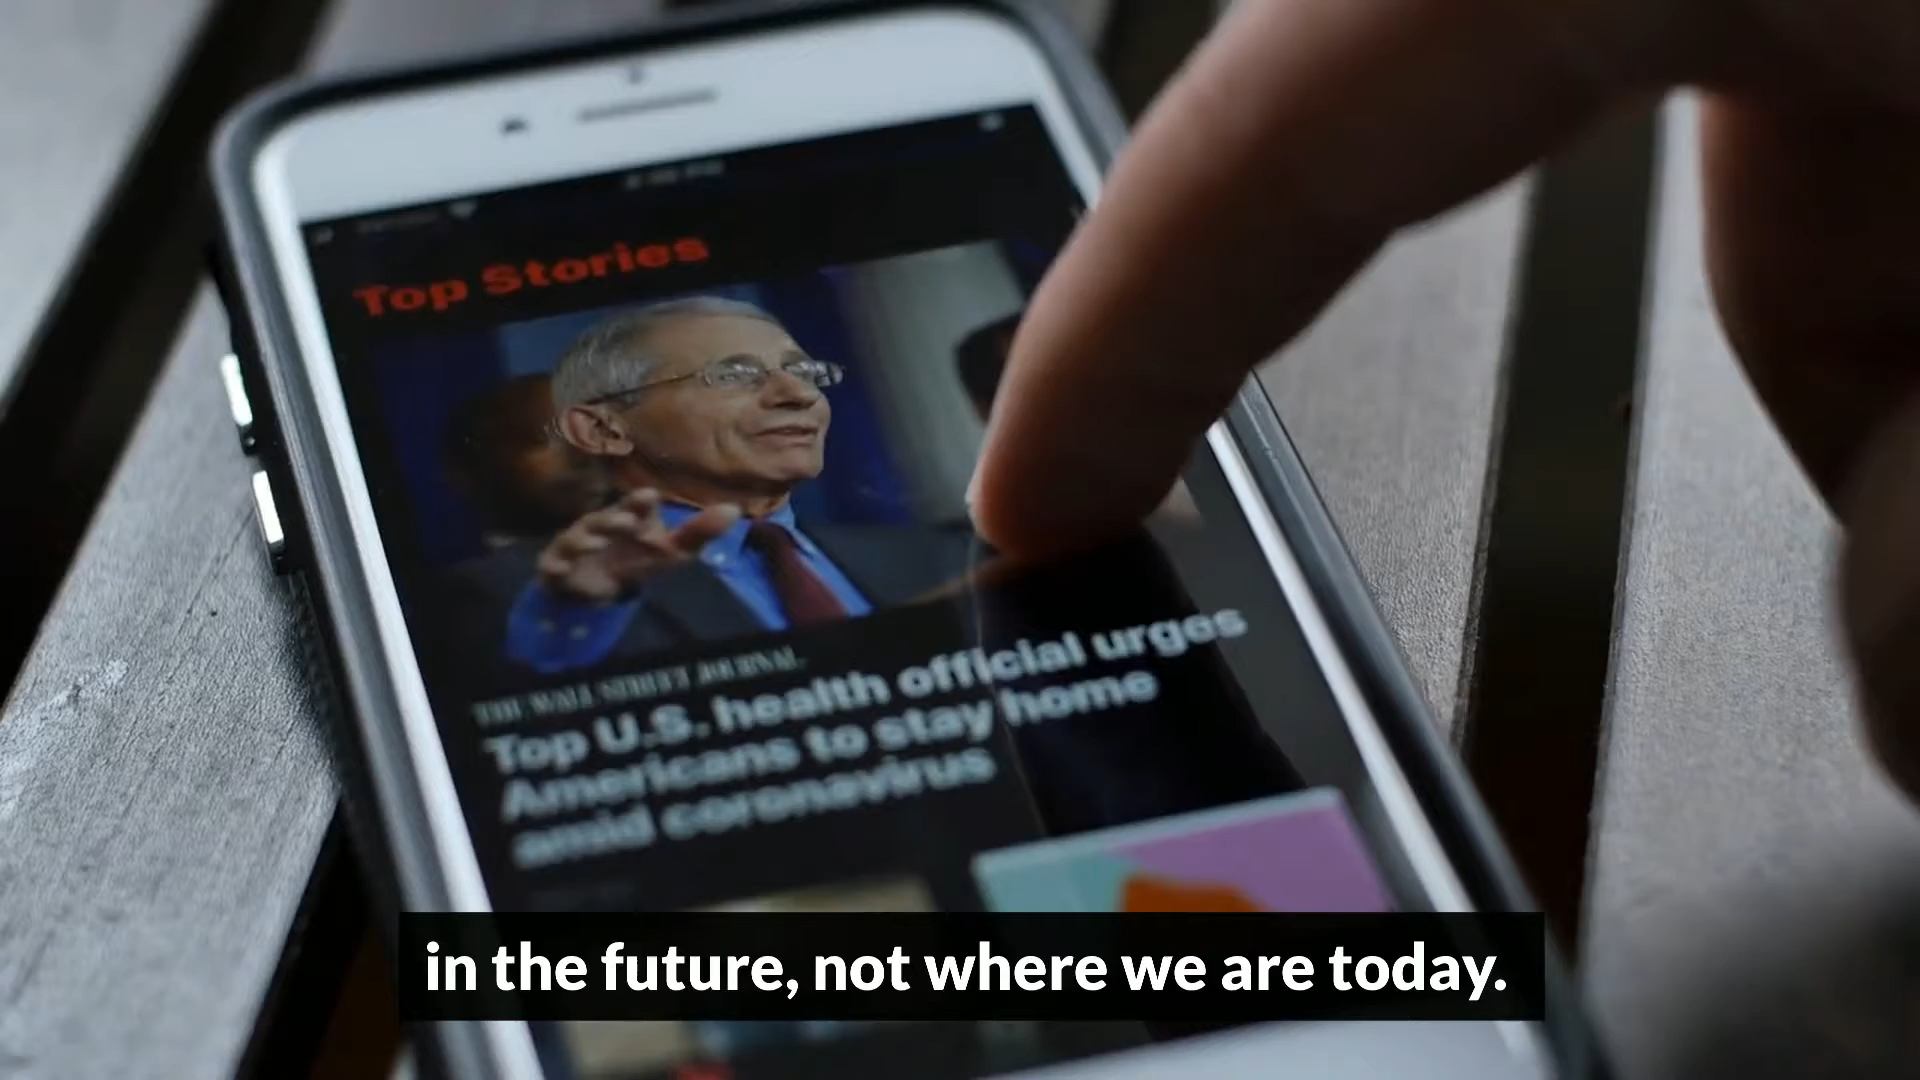 Top Stories
THE WALL STREET JOURNAL
Top U.S. health official urges
Americans to stay home
amid coronavirus
in the future, not where we are today.